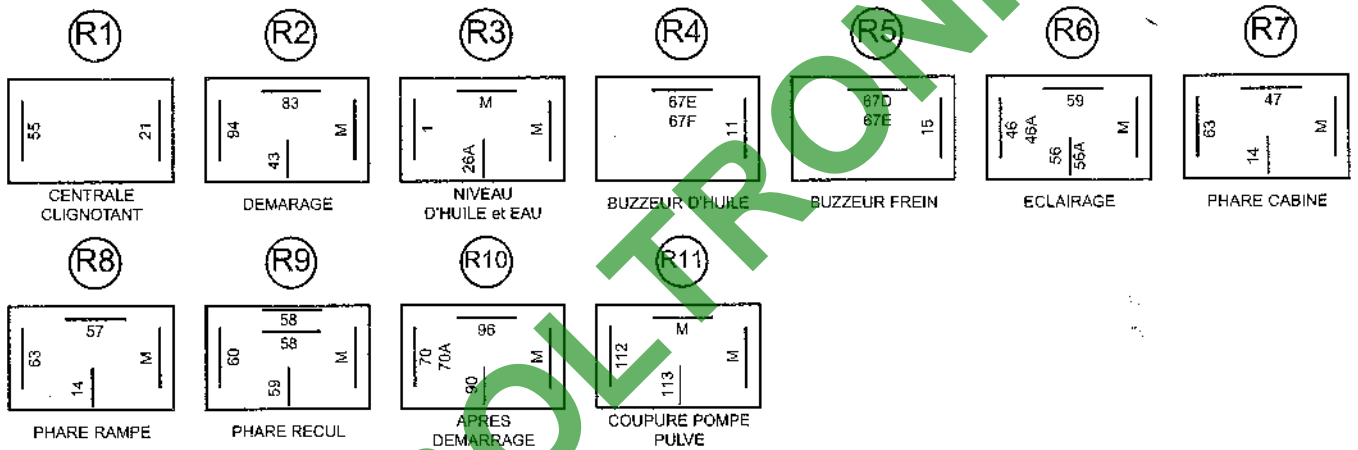 R1 R2 R3 R4 R5 R6 R7
55 21
94 83 43 M
1 M 26A M
67E 67F 11
67D 67E 15
46 46A 59 56 56A M
63 47 14 M
CENTRALE CLIGNOTANT
DEMARAGE
NIVEAU D'HUILE et EAU
BUZZEUR D'HUILE
BUZZEUR FREIN
ECLAIRAGE
PHARE CABINE
R8 R9 R10 R11
63 57 14 M
60 58 58 59 M
70 70A 96 90 M
112 M 113 M
PHARE RAMPE
PHARE RECUL
APRES DEMARRAGE
COUPURE POMPE PULVE